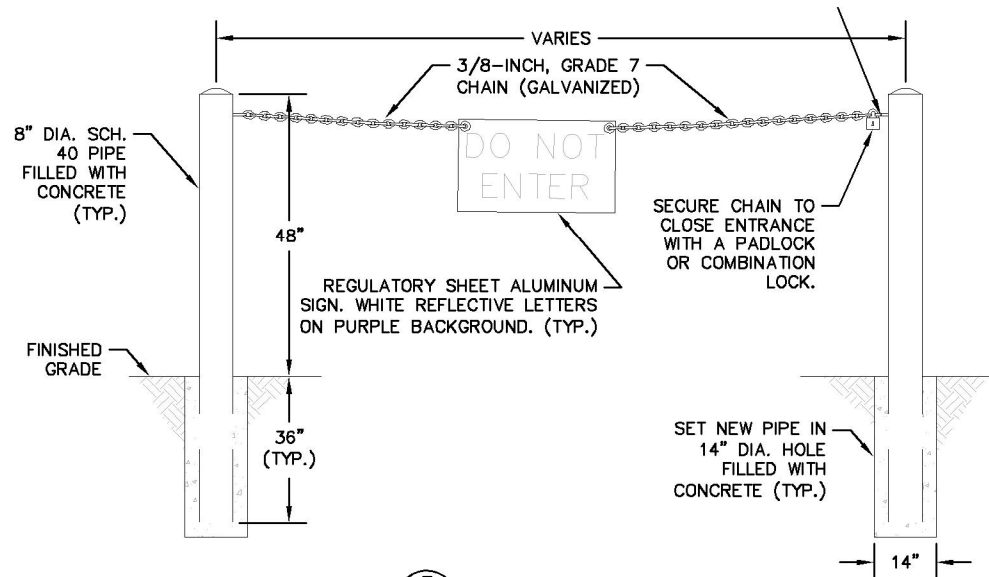 VARIES
3/8-INCH, GRADE 7
CHAIN (GALVANIZED)
8" DIA. SCH.
40 PIPE
FILLED WITH
CONCRETE
(TYP.)
DO NOT
ENTER
48"
SECURE CHAIN TO
CLOSE ENTRANCE
WITH A PADLOCK
OR COMBINATION
LOCK.
REGULATORY SHEET ALUMINUM
SIGN. WHITE REFLECTIVE LETTERS
ON PURPLE BACKGROUND. (TYP.)
FINISHED
GRADE
36"
(TYP.)
SET NEW PIPE IN
14" DIA. HOLE
FILLED WITH
CONCRETE (TYP.)
14"